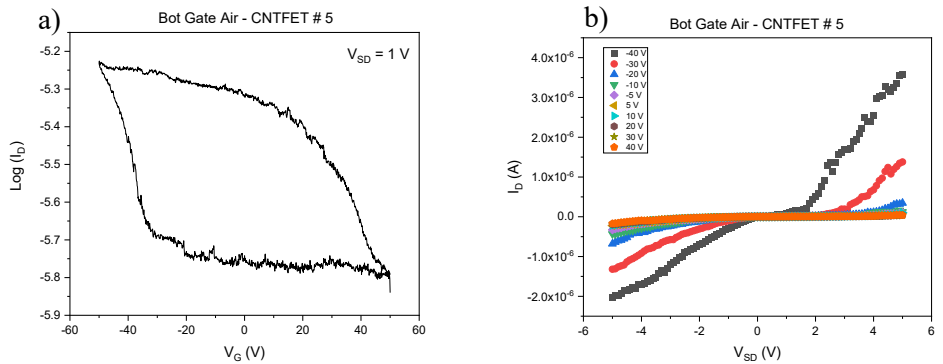 a)
Bot Gate Air - CNTFET # 5
V_SD = 1 V
-5.2
-5.3
-5.4
-5.5
-5.6
-5.7
-5.8
-5.9
Log (I_D)
-60
-40
-20
0
20
40
60
V_G (V)
b)
Bot Gate Air - CNTFET # 5
-40 V
-30 V
-20 V
-10 V
-5 V
5 V
10 V
20 V
30 V
40 V
4.0x10⁻⁶
3.0x10⁻⁶
2.0x10⁻⁶
1.0x10⁻⁶
0.0
-1.0x10⁻⁶
-2.0x10⁻⁶
I_D (A)
-6
-4
-2
0
2
4
6
V_SD (V)